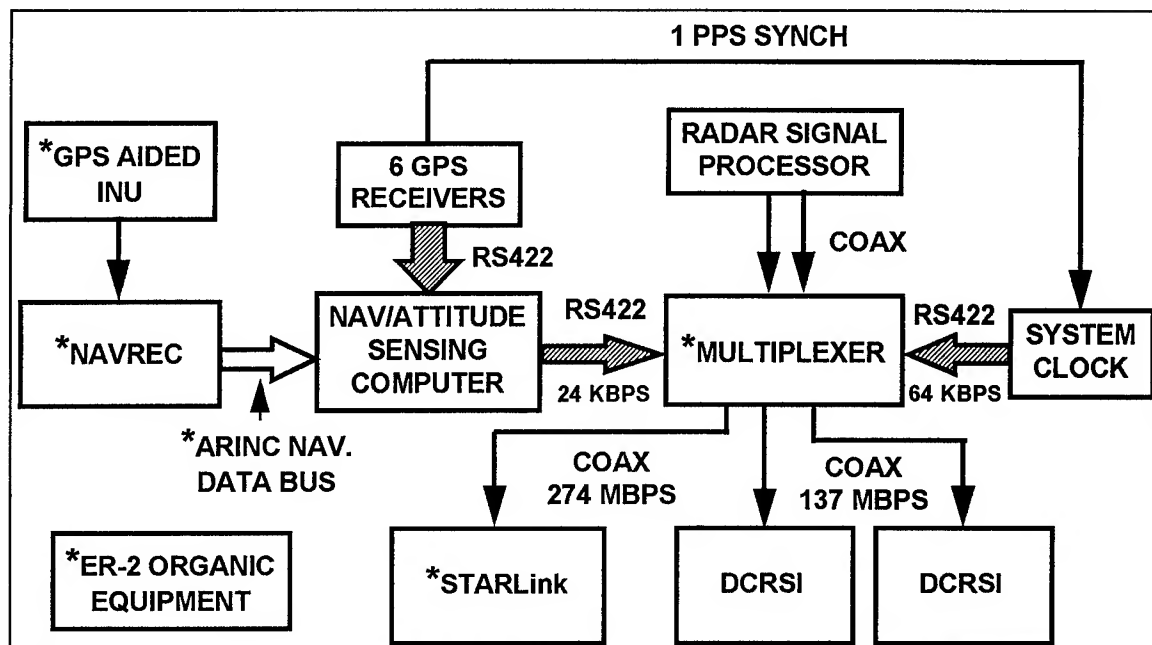 1 PPS SYNCH
*GPS AIDED
INU
6 GPS
RECEIVERS
RADAR SIGNAL
PROCESSOR
RS422
COAX
*NAVREC
NAV/ATTITUDE
SENSING
COMPUTER
RS422
24 KBPS
*MULTIPLEXER
RS422
64 KBPS
SYSTEM
CLOCK
*ARINC NAV.
DATA BUS
COAX
274 MBPS
COAX
137 MBPS
*ER-2 ORGANIC
EQUIPMENT
*STARLink
DCRSI
DCRSI